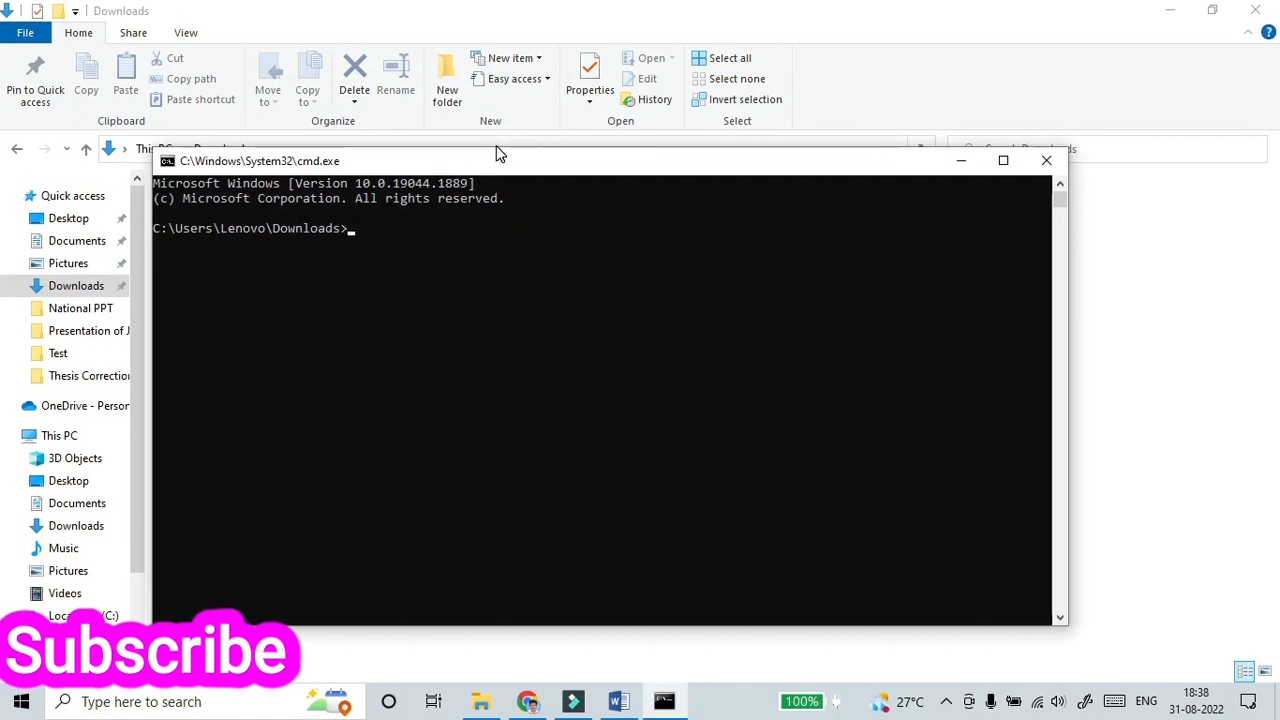 Downloads
File
Home
Share
View
Pin to Quick access
Copy
Paste
Cut
Copy path
Paste shortcut
Clipboard
Move to
Copy to
Delete
Rename
Organize
New folder
New item
Easy access
New
Properties
Open
Edit
History
Open
Select all
Select none
Invert selection
Select
C:\Windows\System32\cmd.exe
Microsoft Windows [Version 10.0.19044.1889]
(c) Microsoft Corporation. All rights reserved.
C:\Users\Lenovo\Downloads>
Quick access
Desktop
Documents
Pictures
Downloads
National PPT
Presentation of J
Test
Thesis Correction
OneDrive - Person
This PC
3D Objects
Desktop
Documents
Downloads
Music
Pictures
Videos
(C:)
Subscribe
Type here to search
100%
27°C
ENG
18:38
31-08-2022